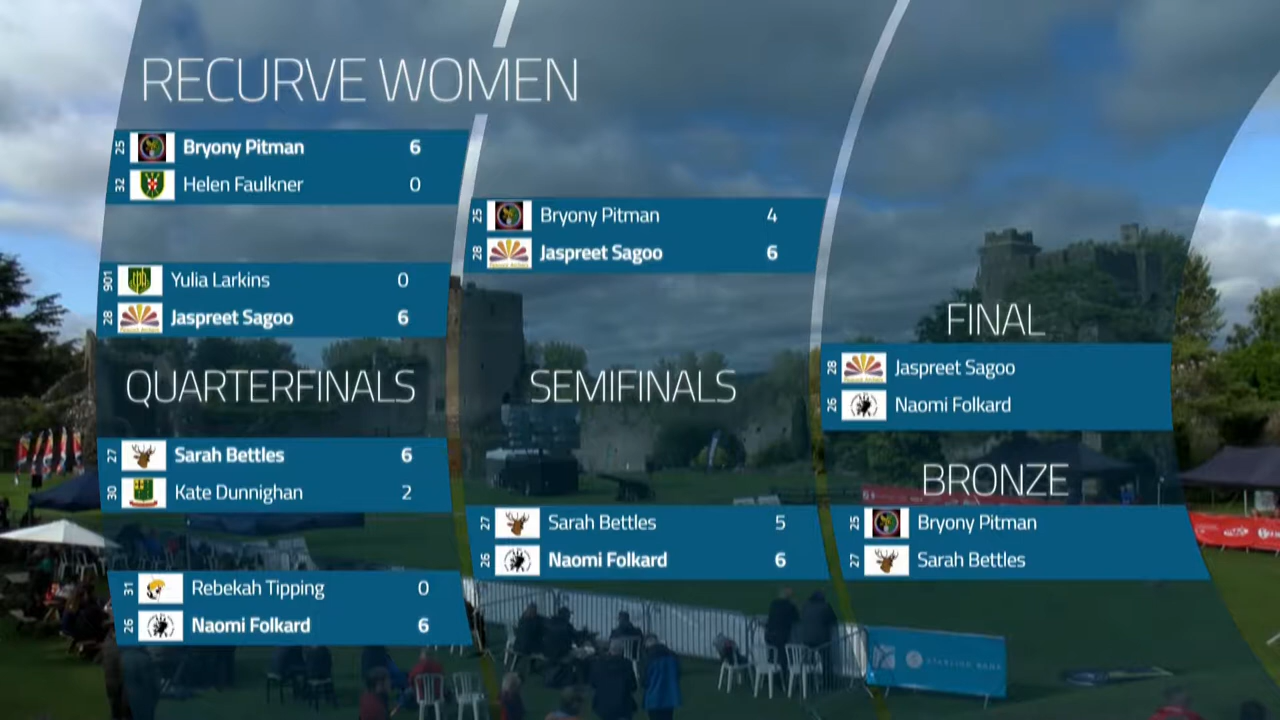 RECURVE WOMEN
25 Bryony Pitman 6
32 Helen Faulkner 0
901 Yulia Larkins 0
28 Jaspreet Sagoo 6
QUARTERFINALS
27 Sarah Bettles 6
30 Kate Dunnighan 2
31 Rebekah Tipping 0
26 Naomi Folkard 6
25 Bryony Pitman 4
28 Jaspreet Sagoo 6
SEMIFINALS
27 Sarah Bettles 5
26 Naomi Folkard 6
FINAL
28 Jaspreet Sagoo
26 Naomi Folkard
BRONZE
25 Bryony Pitman
27 Sarah Bettles
STARLING BANK